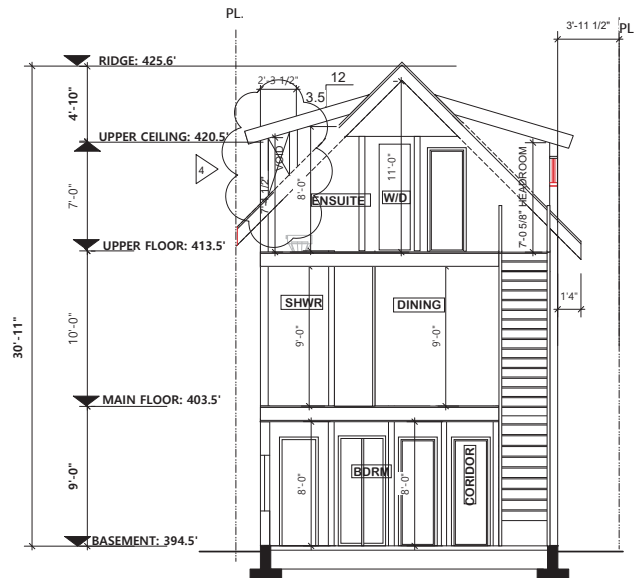 PL.
3'-11 1/2"
PL
RIDGE: 425.6'
2'-3 1/2"
12
3.5
4'-10"
UPPER CEILING: 420.5'
4
VOID
8'-0"
11'-0"
7'-0"
ENSUITE
W/D
7'-0 5/8" HEADROOM
UPPER FLOOR: 413.5'
1'4"
SHWR
DINING
10'-0"
9'-0"
9'-0"
30'-11"
MAIN FLOOR: 403.5'
9'-0"
8'-0"
BDRM
8'-0"
CORIDOR
BASEMENT: 394.5'